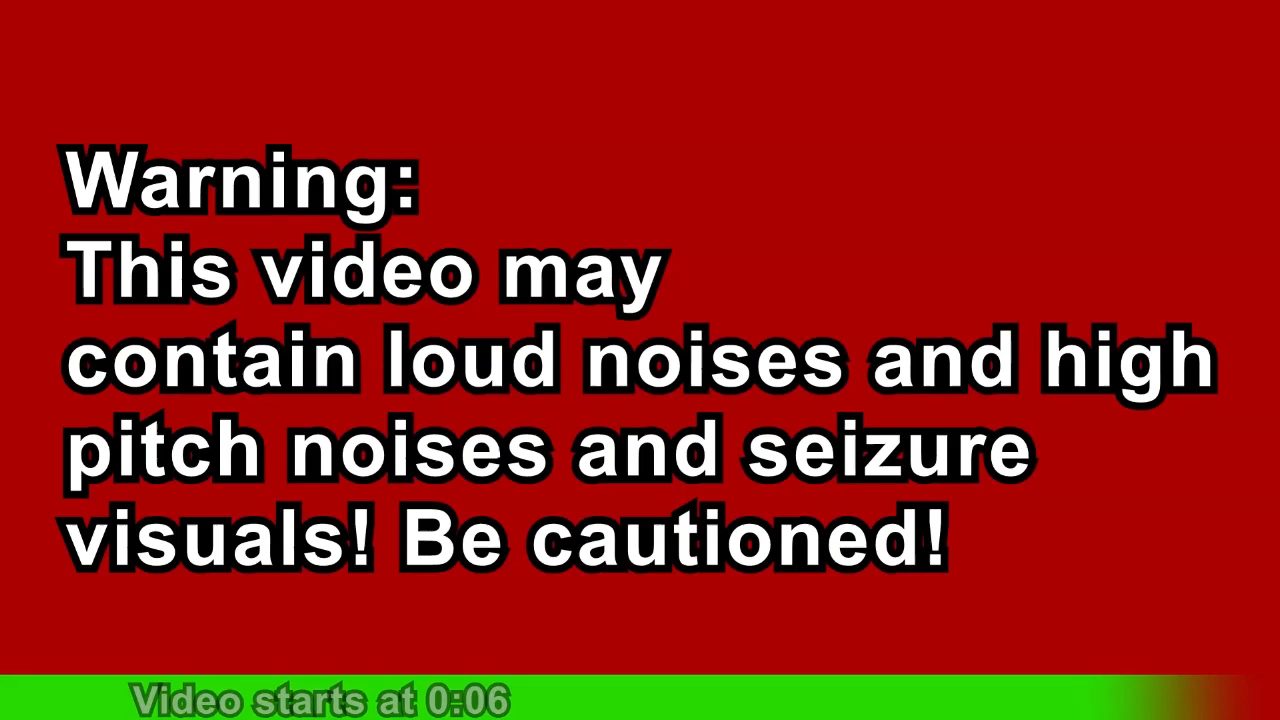 Warning:
This video may
contain loud noises and high
pitch noises and seizure
visuals! Be cautioned!
Video starts at 0:06